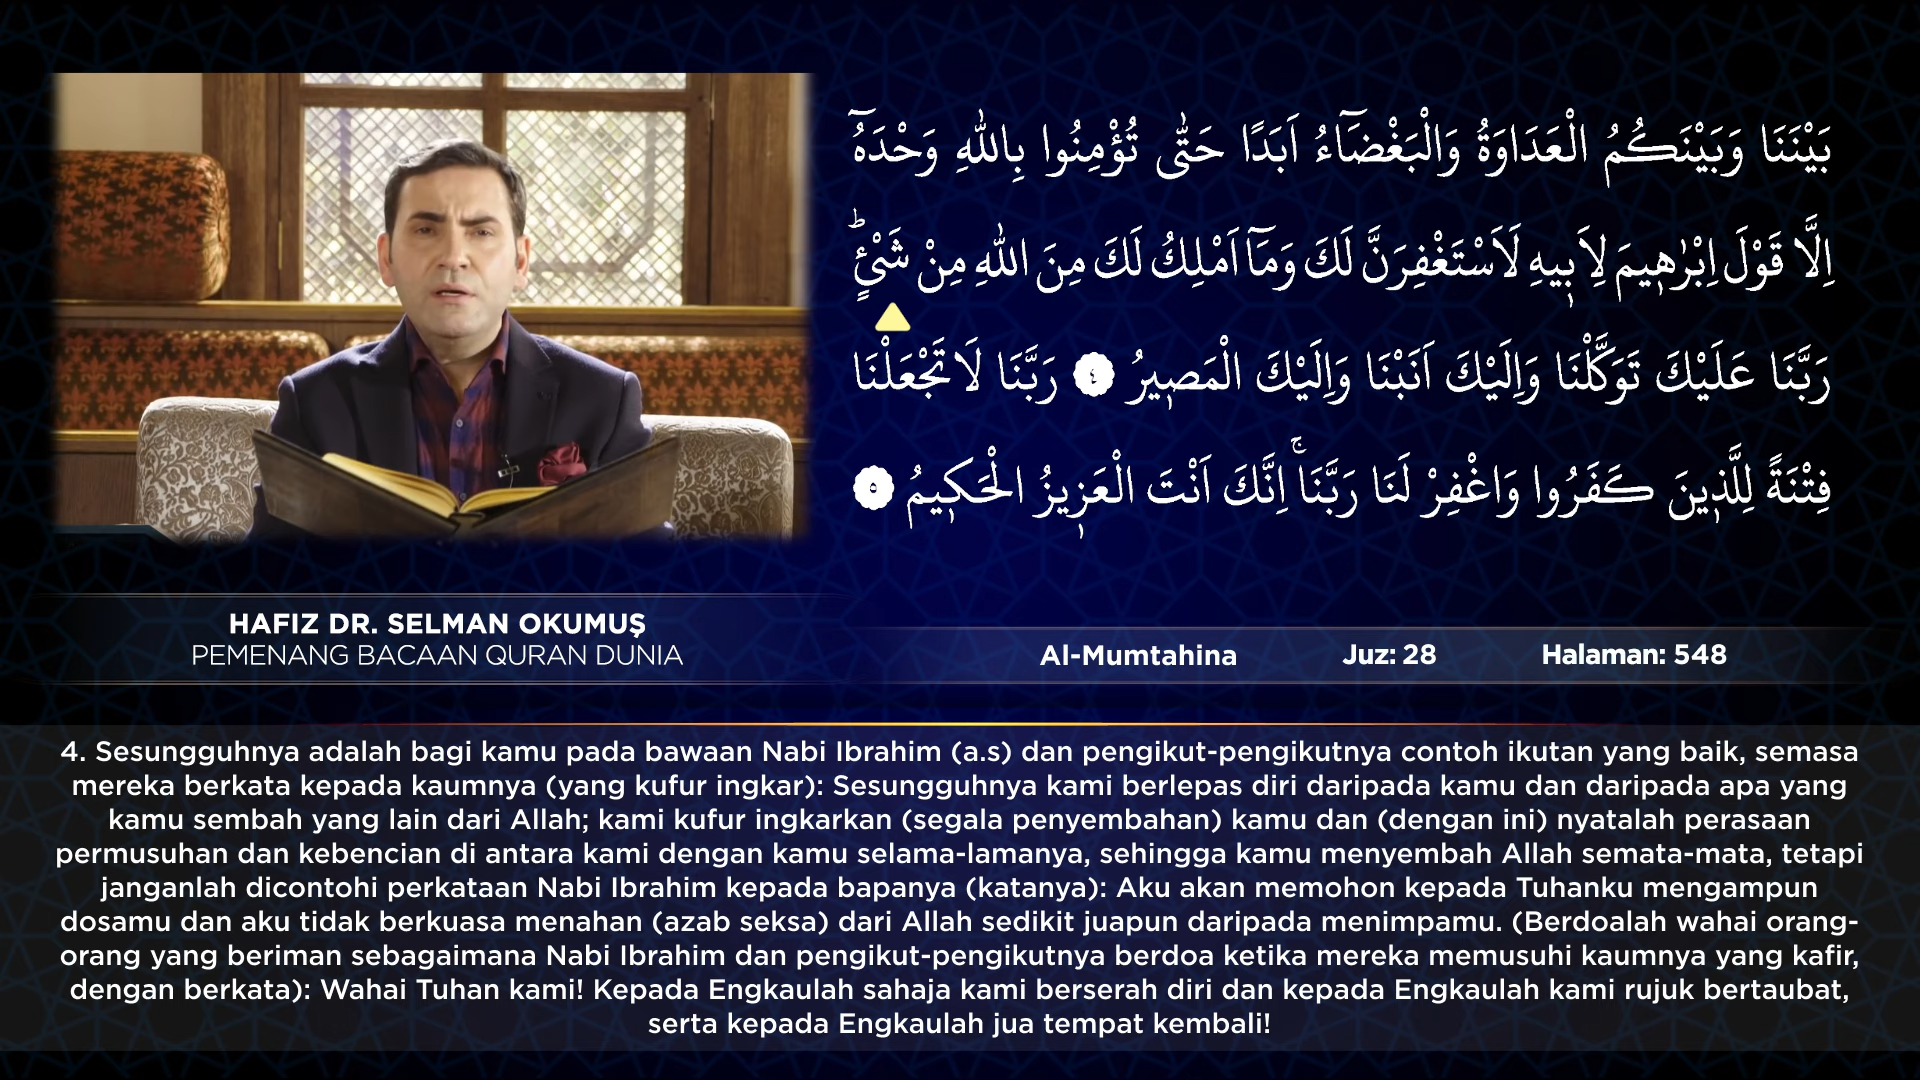 بَيْنَنَا وَبَيْنَكُمُ الْعَدَاوَةُ وَالْبَغْضَٓاءُ اَبَدًا حَتّٰى تُؤْمِنُوا بِاللّٰهِ وَحْدَهُٓ
اِلَّا قَوْلَ اِبْرٰه۪يمَ لِاَب۪يهِ لَاَسْتَغْفِرَنَّ لَكَ وَمَٓا اَمْلِكُ لَكَ مِنَ اللّٰهِ مِنْ شَيْءٍۜ
رَبَّنَا عَلَيْكَ تَوَكَّلْنَا وَاِلَيْكَ اَنَبْنَا وَاِلَيْكَ الْمَص۪يرُ ٤ رَبَّنَا لَا تَجْعَلْنَا
فِتْنَةً لِلَّذ۪ينَ كَفَرُوا وَاغْفِرْ لَنَا رَبَّنَاۚ اِنَّكَ اَنْتَ الْعَز۪يزُ الْحَك۪يمُ ٥
HAFIZ DR. SELMAN OKUMUŞ
PEMENANG BACAAN QURAN DUNIA
Al-Mumtahina Juz: 28 Halaman: 548
4. Sesungguhnya adalah bagi kamu pada bawaan Nabi Ibrahim (a.s) dan pengikut-pengikutnya contoh ikutan yang baik, semasa
mereka berkata kepada kaumnya (yang kufur ingkar): Sesungguhnya kami berlepas diri daripada kamu dan daripada apa yang
kamu sembah yang lain dari Allah; kami kufur ingkarkan (segala penyembahan) kamu dan (dengan ini) nyatalah perasaan
permusuhan dan kebencian di antara kami dengan kamu selama-lamanya, sehingga kamu menyembah Allah semata-mata, tetapi
janganlah dicontohi perkataan Nabi Ibrahim kepada bapanya (katanya): Aku akan memohon kepada Tuhanku mengampun
dosamu dan aku tidak berkuasa menahan (azab seksa) dari Allah sedikit juapun daripada menimpamu. (Berdoalah wahai orang-
orang yang beriman sebagaimana Nabi Ibrahim dan pengikut-pengikutnya berdoa ketika mereka memusuhi kaumnya yang kafir,
dengan berkata): Wahai Tuhan kami! Kepada Engkaulah sahaja kami berserah diri dan kepada Engkaulah kami rujuk bertaubat,
serta kepada Engkaulah jua tempat kembali!